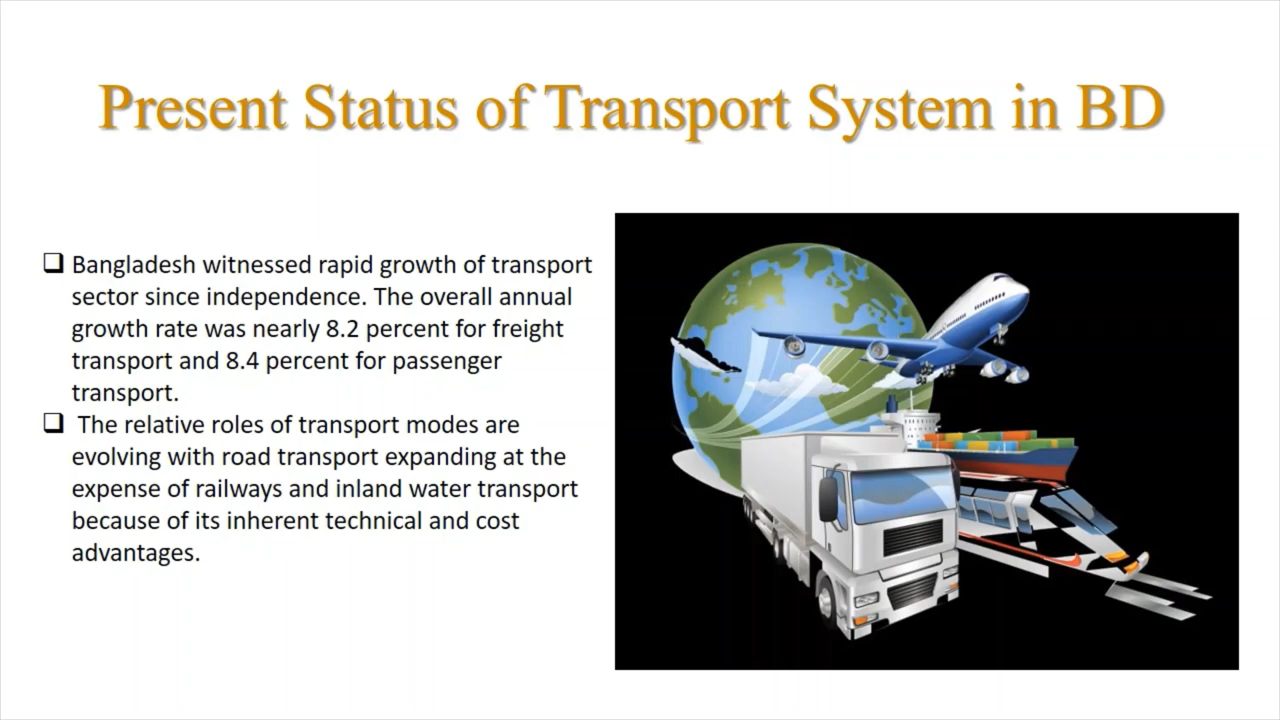 Present Status of Transport System in BD
❑ Bangladesh witnessed rapid growth of transport
sector since independence. The overall annual
growth rate was nearly 8.2 percent for freight
transport and 8.4 percent for passenger
transport.
❑ The relative roles of transport modes are
evolving with road transport expanding at the
expense of railways and inland water transport
because of its inherent technical and cost
advantages.